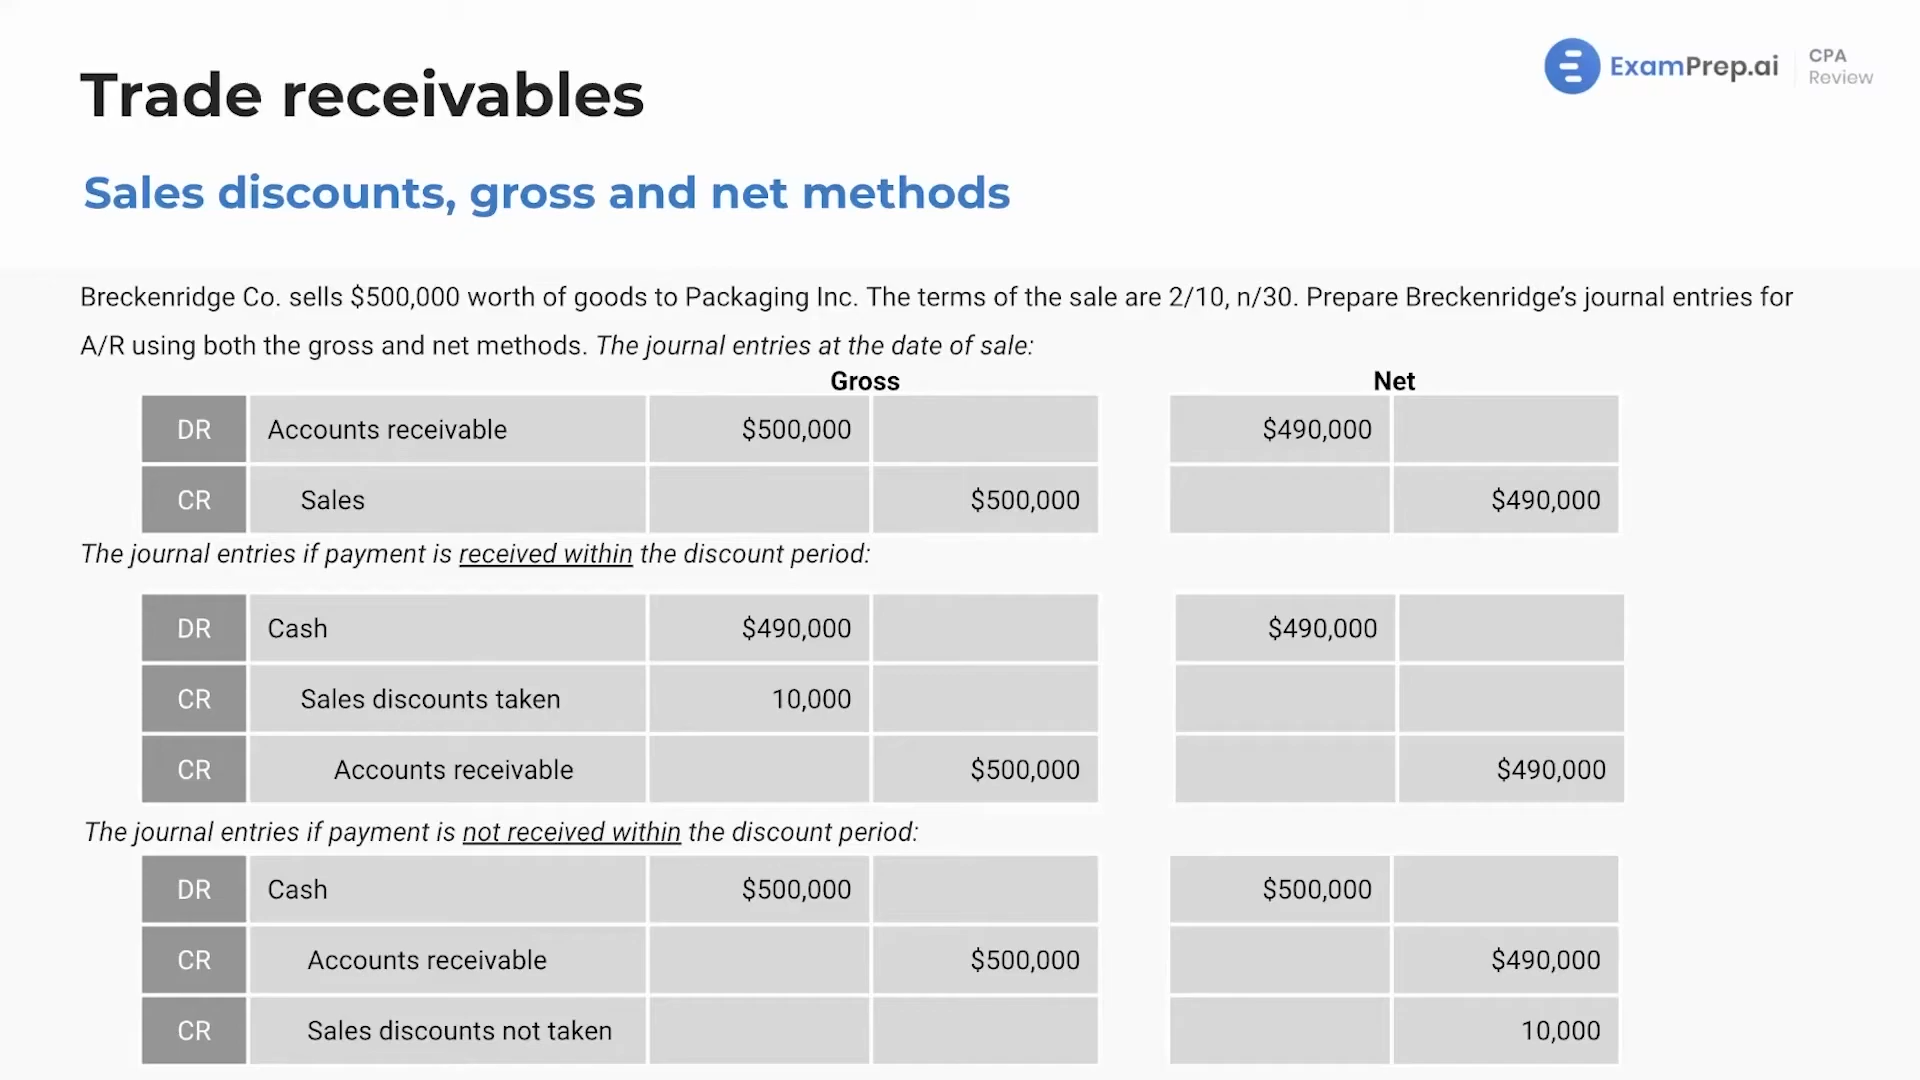 Trade receivables
ExamPrep.ai
CPA
Review
Sales discounts, gross and net methods
Breckenridge Co. sells $500,000 worth of goods to Packaging Inc. The terms of the sale are 2/10, n/30. Prepare Breckenridge’s journal entries for
A/R using both the gross and net methods. The journal entries at the date of sale:
Gross Net
DR Accounts receivable $500,000 $490,000
CR Sales $500,000 $490,000
The journal entries if payment is received within the discount period:
DR Cash $490,000 $490,000
CR Sales discounts taken 10,000
CR Accounts receivable $500,000 $490,000
The journal entries if payment is not received within the discount period:
DR Cash $500,000 $500,000
CR Accounts receivable $500,000 $490,000
CR Sales discounts not taken 10,000